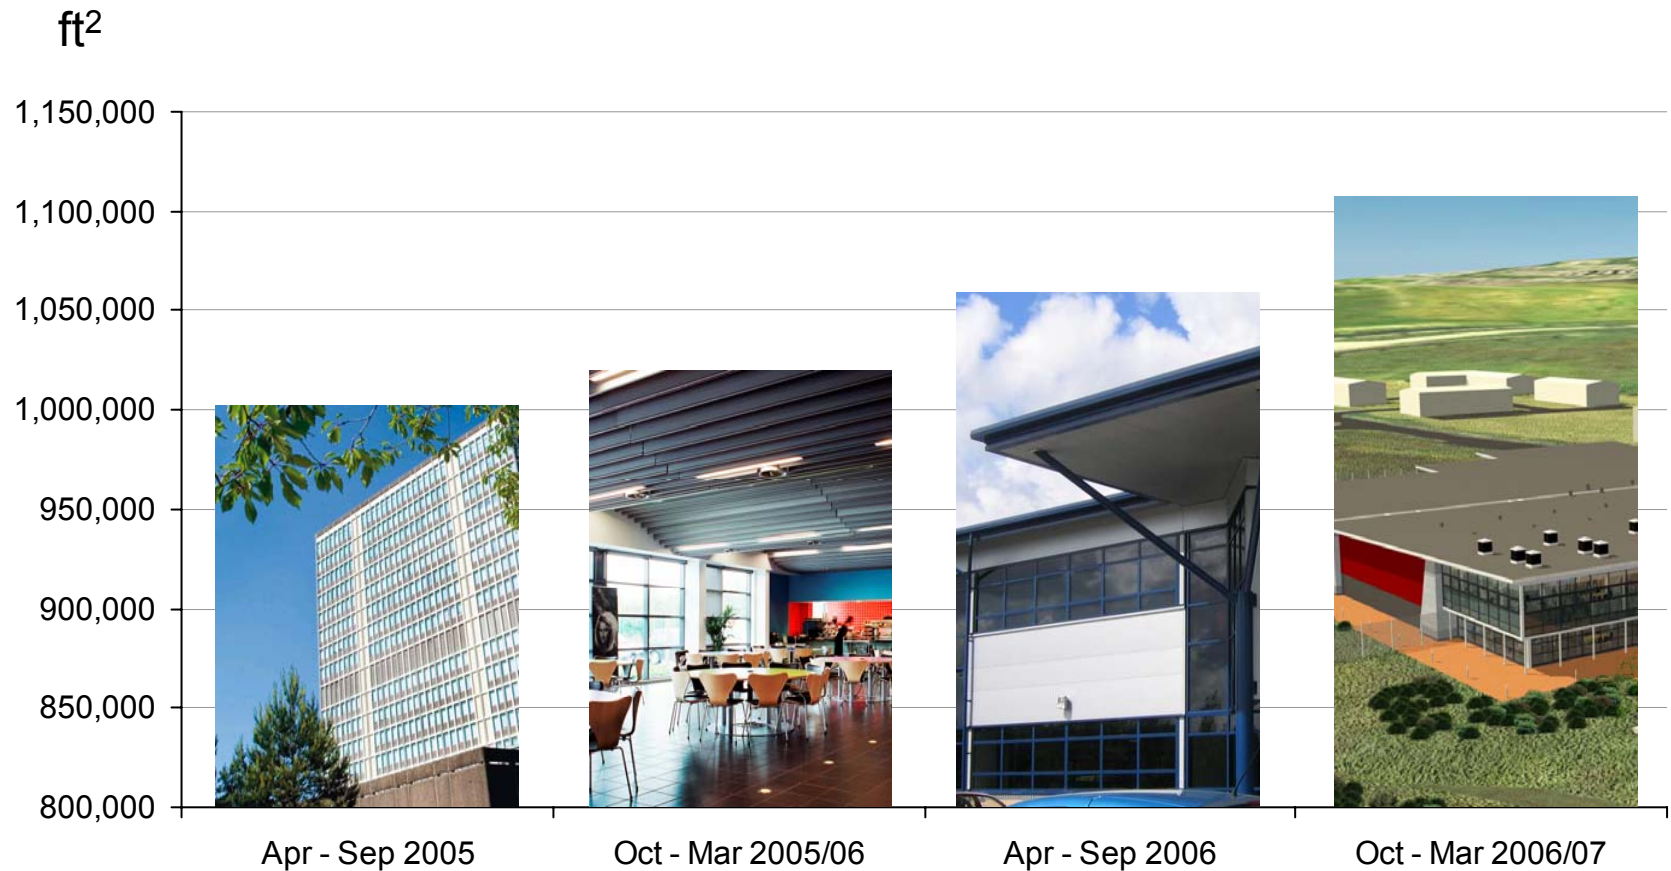 ft²
1,150,000
1,100,000
1,050,000
1,000,000
950,000
900,000
850,000
800,000
Apr - Sep 2005
Oct - Mar 2005/06
Apr - Sep 2006
Oct - Mar 2006/07